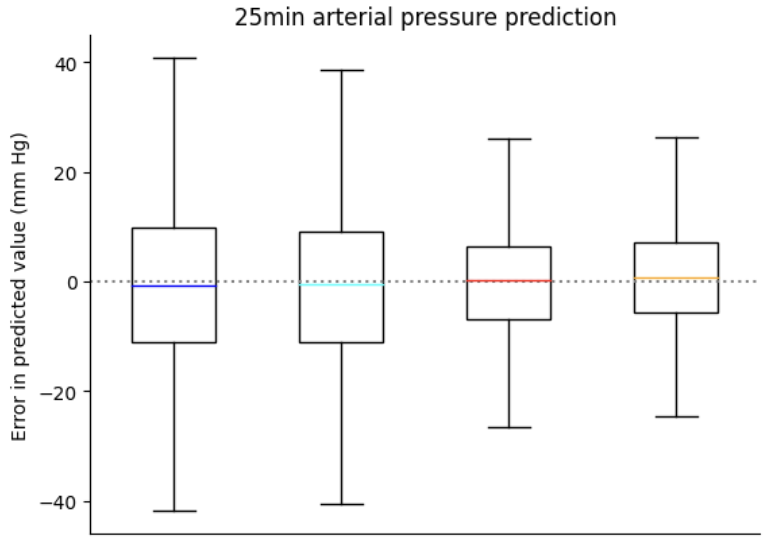 25min arterial pressure prediction
Error in predicted value (mm Hg)
40
20
0
−20
−40